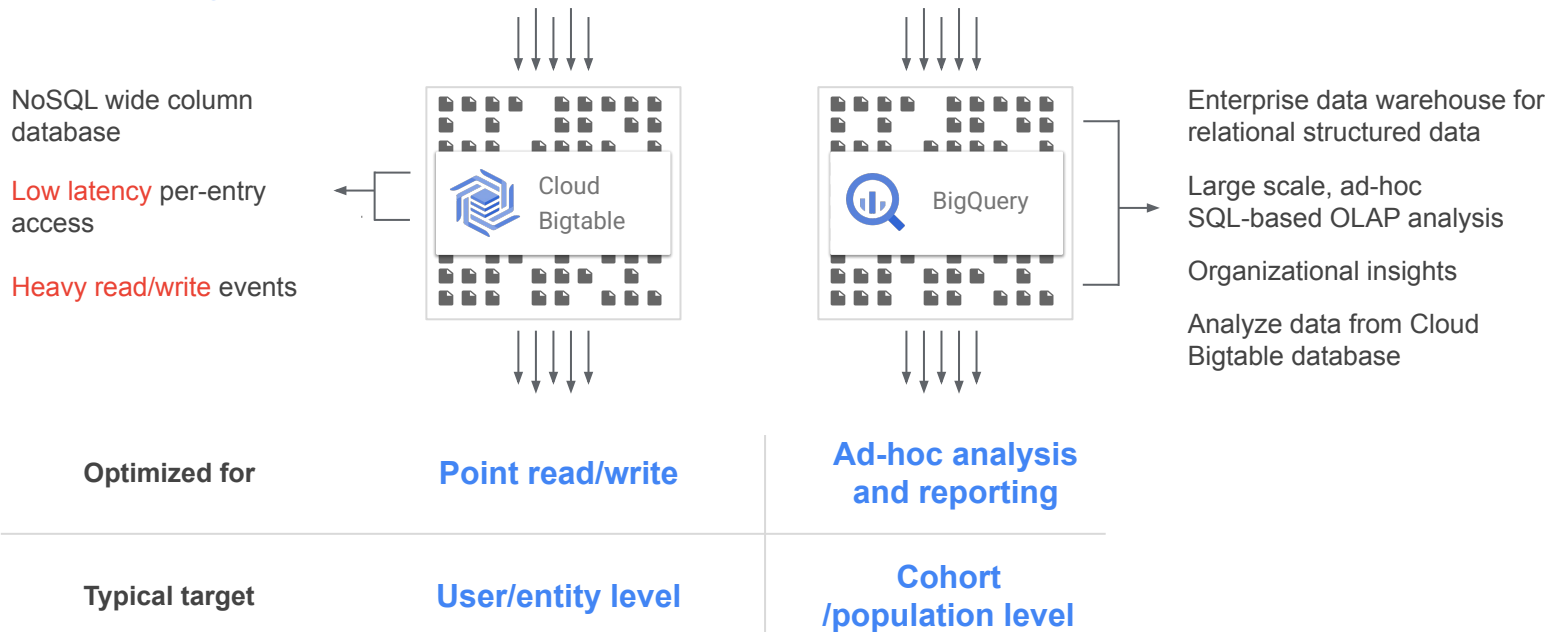 NoSQL wide column
database
Low latency per-entry
access
Heavy read/write events
Cloud
Bigtable
BigQuery
Enterprise data warehouse for
relational structured data
Large scale, ad-hoc
SQL-based OLAP analysis
Organizational insights
Analyze data from Cloud
Bigtable database
Optimized for
Point read/write
Ad-hoc analysis
and reporting
Typical target
User/entity level
Cohort
/population level